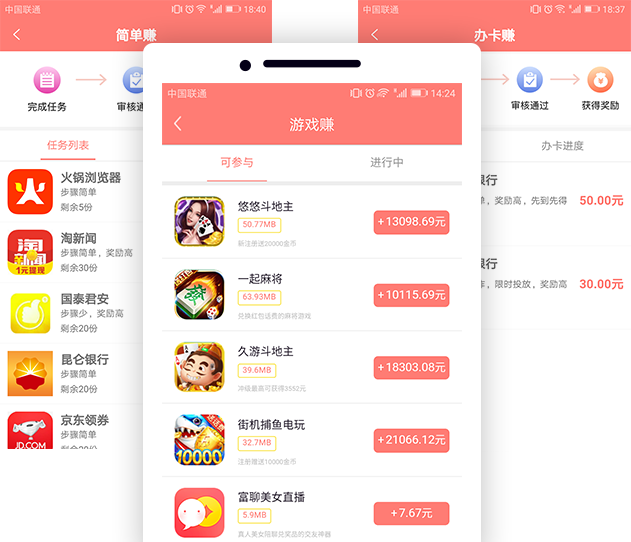 中国联通
18:40
简单赚
完成任务
审核通
任务列表
火锅浏览器
步骤简单
剩余5份
淘
新闻
1元提现
淘新闻
步骤简单，奖励高
剩余30份
国泰君安
步骤少，奖励高
剩余20份
昆仑银行
步骤简单
剩余20份
JD.COM
京东领券
步骤简单
剩余20份
中国联通
14:24
游戏赚
可参与
进行中
悠悠斗地主
50.77MB
新注册送20000金币
+13098.69元
一起麻将
63.93MB
兑换红包话费的麻将游戏
+10115.69元
久游斗地主
39.6MB
冲级最高可获得3552元
+18303.08元
10000
街机捕鱼电玩
32.7MB
注册赠送10000金币
+21066.12元
富聊美女直播
5.9MB
真人美女陪聊兑奖品的交友神器
+7.67元
中国联通
18:37
办卡赚
审核通过
获得奖励
办卡进度
银行
单，奖励高，先到先得
50.00元
银行
，限时投放，奖励高
30.00元